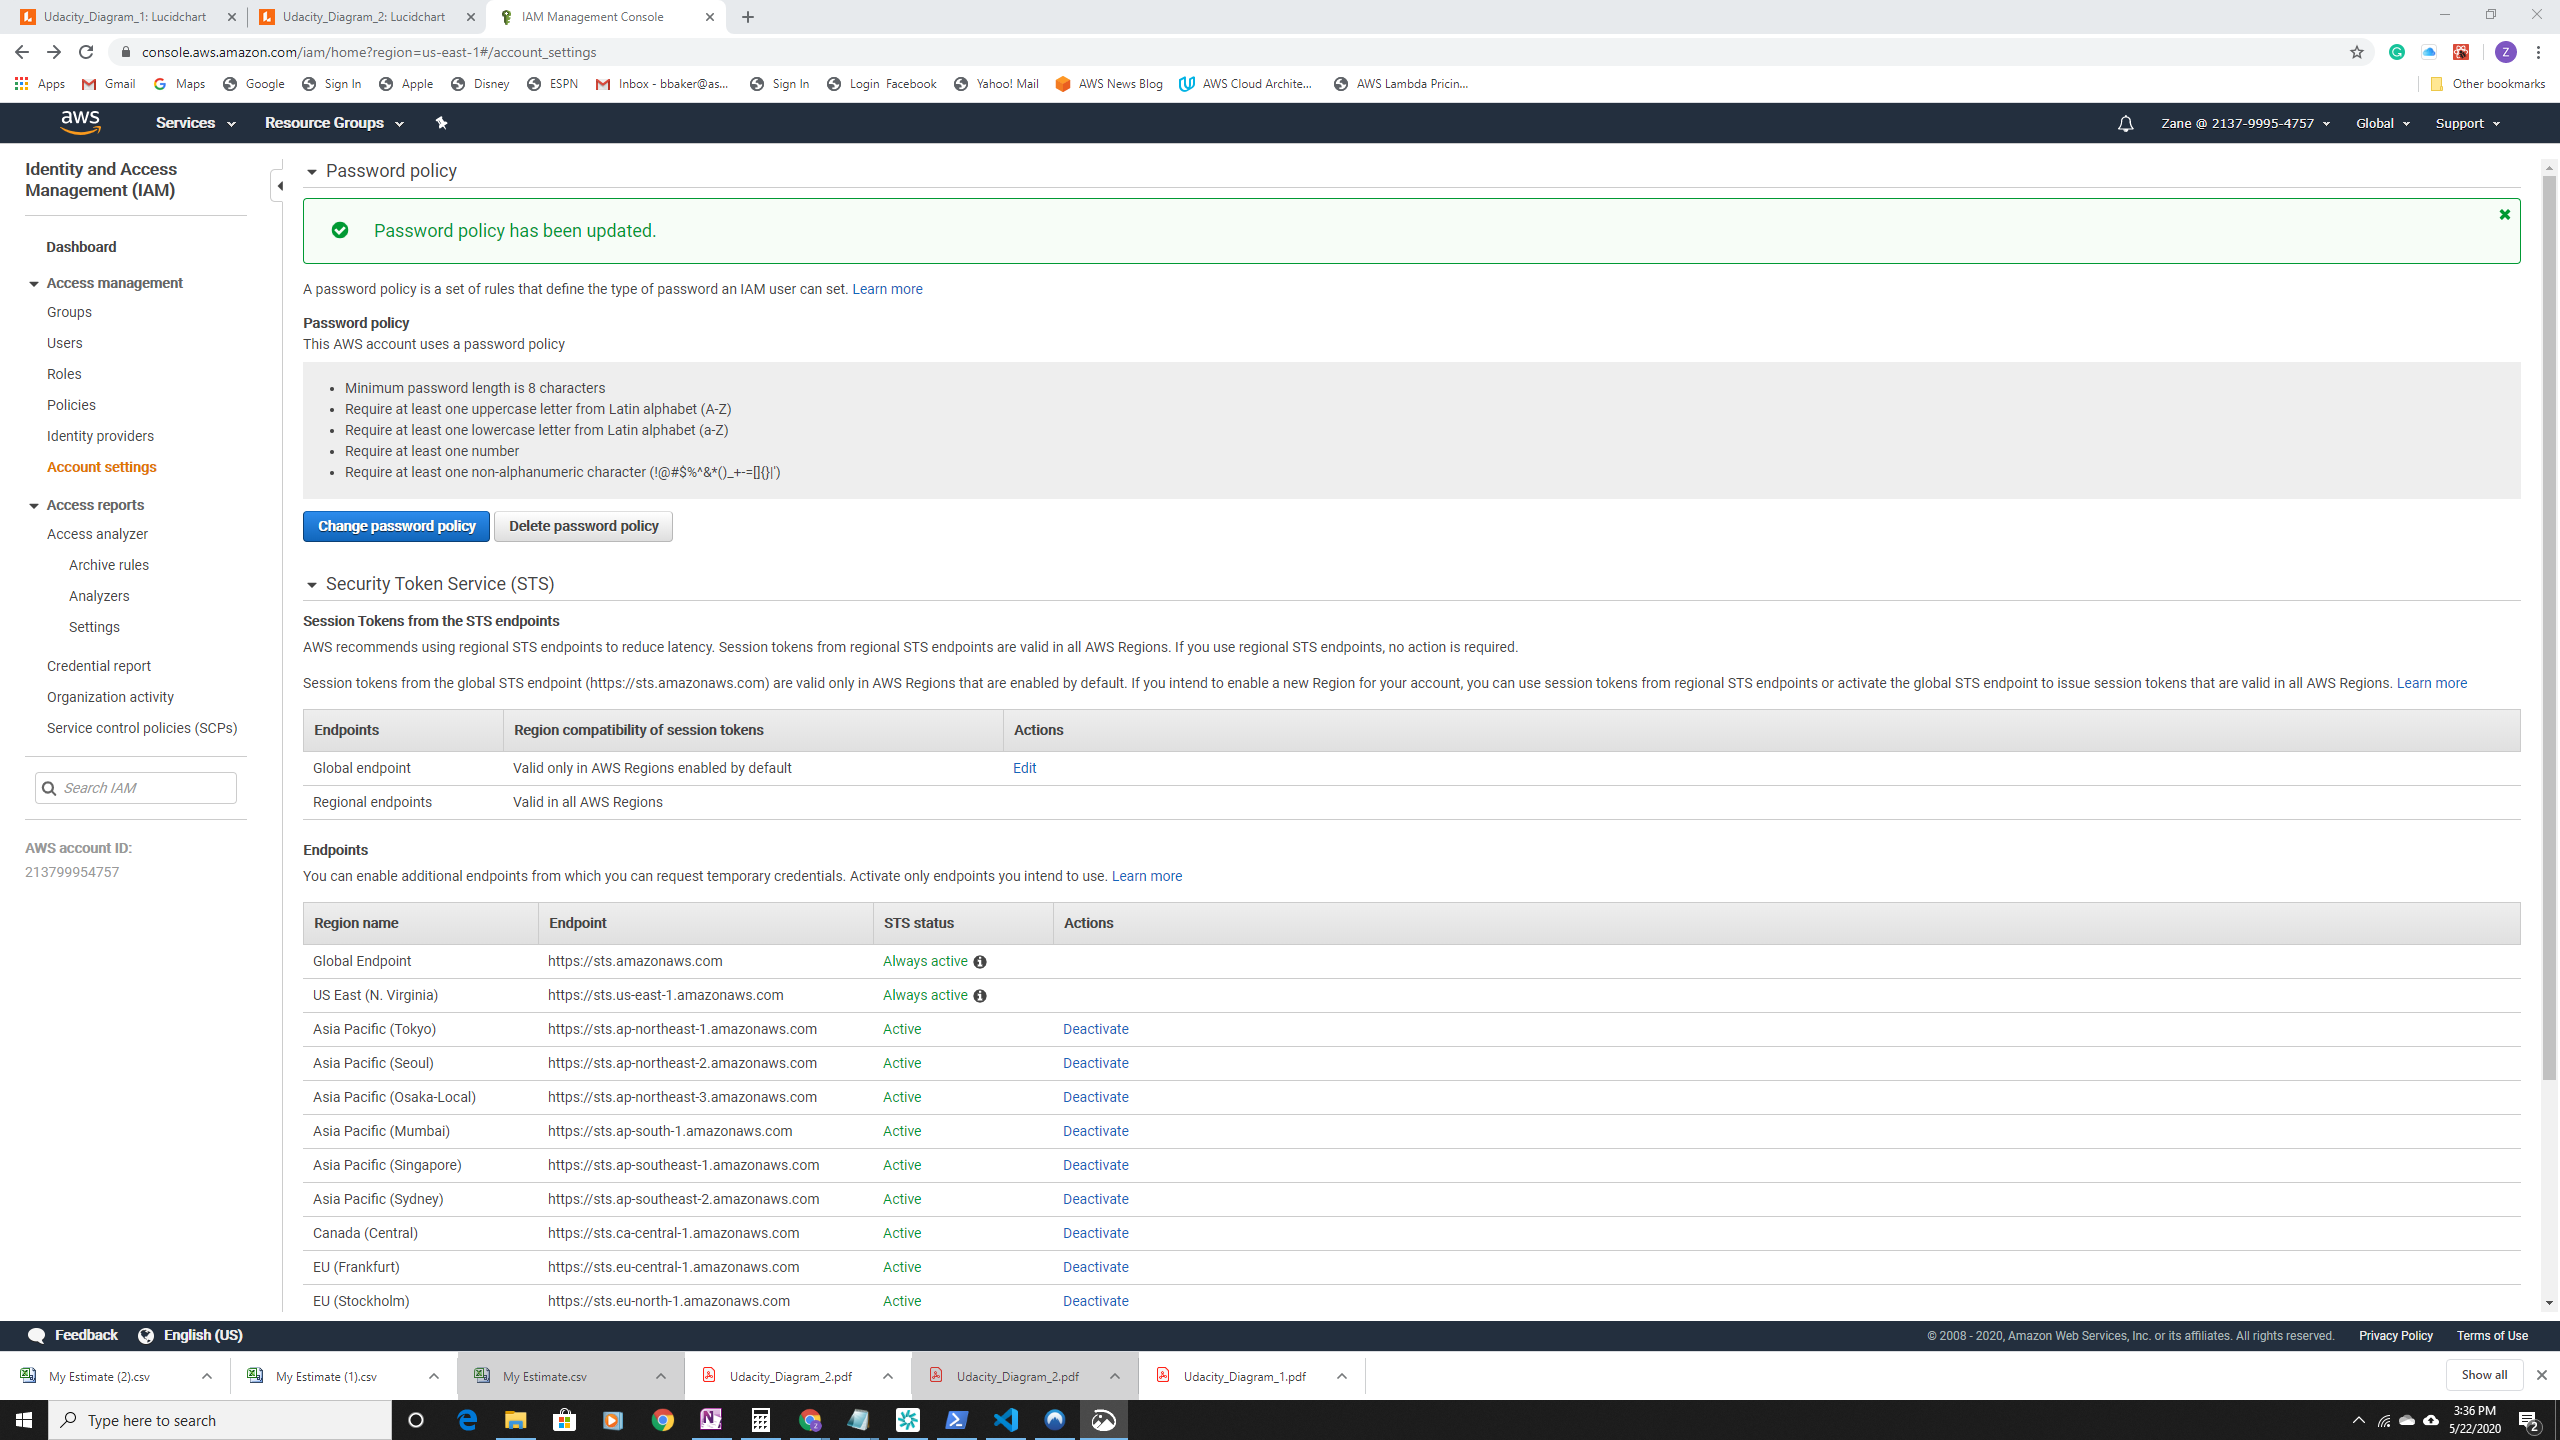 Udacity_Diagram_1: Lucidchart
Udacity_Diagram_2: Lucidchart
IAM Management Console
console.aws.amazon.com/iam/home?region=us-east-1#/account_settings
Z
Apps Gmail Maps Google Sign In Apple Disney ESPN Inbox - bbaker@as... Sign In Login Facebook Yahoo! Mail AWS News Blog AWS Cloud Archite... AWS Lambda Pricin... Other bookmarks
aws Services Resource Groups Zane @ 2137-9995-4757 Global Support
Identity and Access
Management (IAM)
Dashboard
Access management
Groups
Users
Roles
Policies
Identity providers
Account settings
Access reports
Access analyzer
Archive rules
Analyzers
Settings
Credential report
Organization activity
Service control policies (SCPs)
Search IAM
AWS account ID:
213799954757
Password policy
Password policy has been updated.
A password policy is a set of rules that define the type of password an IAM user can set. Learn more
Password policy
This AWS account uses a password policy
• Minimum password length is 8 characters
• Require at least one uppercase letter from Latin alphabet (A-Z)
• Require at least one lowercase letter from Latin alphabet (a-Z)
• Require at least one number
• Require at least one non-alphanumeric character (!@#$%^&*()_+-=[]{}|')
Change password policy Delete password policy
Security Token Service (STS)
Session Tokens from the STS endpoints
AWS recommends using regional STS endpoints to reduce latency. Session tokens from regional STS endpoints are valid in all AWS Regions. If you use regional STS endpoints, no action is required.
Session tokens from the global STS endpoint (https://sts.amazonaws.com) are valid only in AWS Regions that are enabled by default. If you intend to enable a new Region for your account, you can use session tokens from regional STS endpoints or activate the global STS endpoint to issue session tokens that are valid in all AWS Regions. Learn more
Endpoints Region compatibility of session tokens Actions
Global endpoint Valid only in AWS Regions enabled by default Edit
Regional endpoints Valid in all AWS Regions
Endpoints
You can enable additional endpoints from which you can request temporary credentials. Activate only endpoints you intend to use. Learn more
Region name Endpoint STS status Actions
Global Endpoint https://sts.amazonaws.com Always active
US East (N. Virginia) https://sts.us-east-1.amazonaws.com Always active
Asia Pacific (Tokyo) https://sts.ap-northeast-1.amazonaws.com Active Deactivate
Asia Pacific (Seoul) https://sts.ap-northeast-2.amazonaws.com Active Deactivate
Asia Pacific (Osaka-Local) https://sts.ap-northeast-3.amazonaws.com Active Deactivate
Asia Pacific (Mumbai) https://sts.ap-south-1.amazonaws.com Active Deactivate
Asia Pacific (Singapore) https://sts.ap-southeast-1.amazonaws.com Active Deactivate
Asia Pacific (Sydney) https://sts.ap-southeast-2.amazonaws.com Active Deactivate
Canada (Central) https://sts.ca-central-1.amazonaws.com Active Deactivate
EU (Frankfurt) https://sts.eu-central-1.amazonaws.com Active Deactivate
EU (Stockholm) https://sts.eu-north-1.amazonaws.com Active Deactivate
Feedback English (US) © 2008 - 2020, Amazon Web Services, Inc. or its affiliates. All rights reserved. Privacy Policy Terms of Use
My Estimate (2).csv My Estimate (1).csv My Estimate.csv Udacity_Diagram_2.pdf Udacity_Diagram_2.pdf Udacity_Diagram_1.pdf Show all
Type here to search
3:36 PM
5/22/2020
2